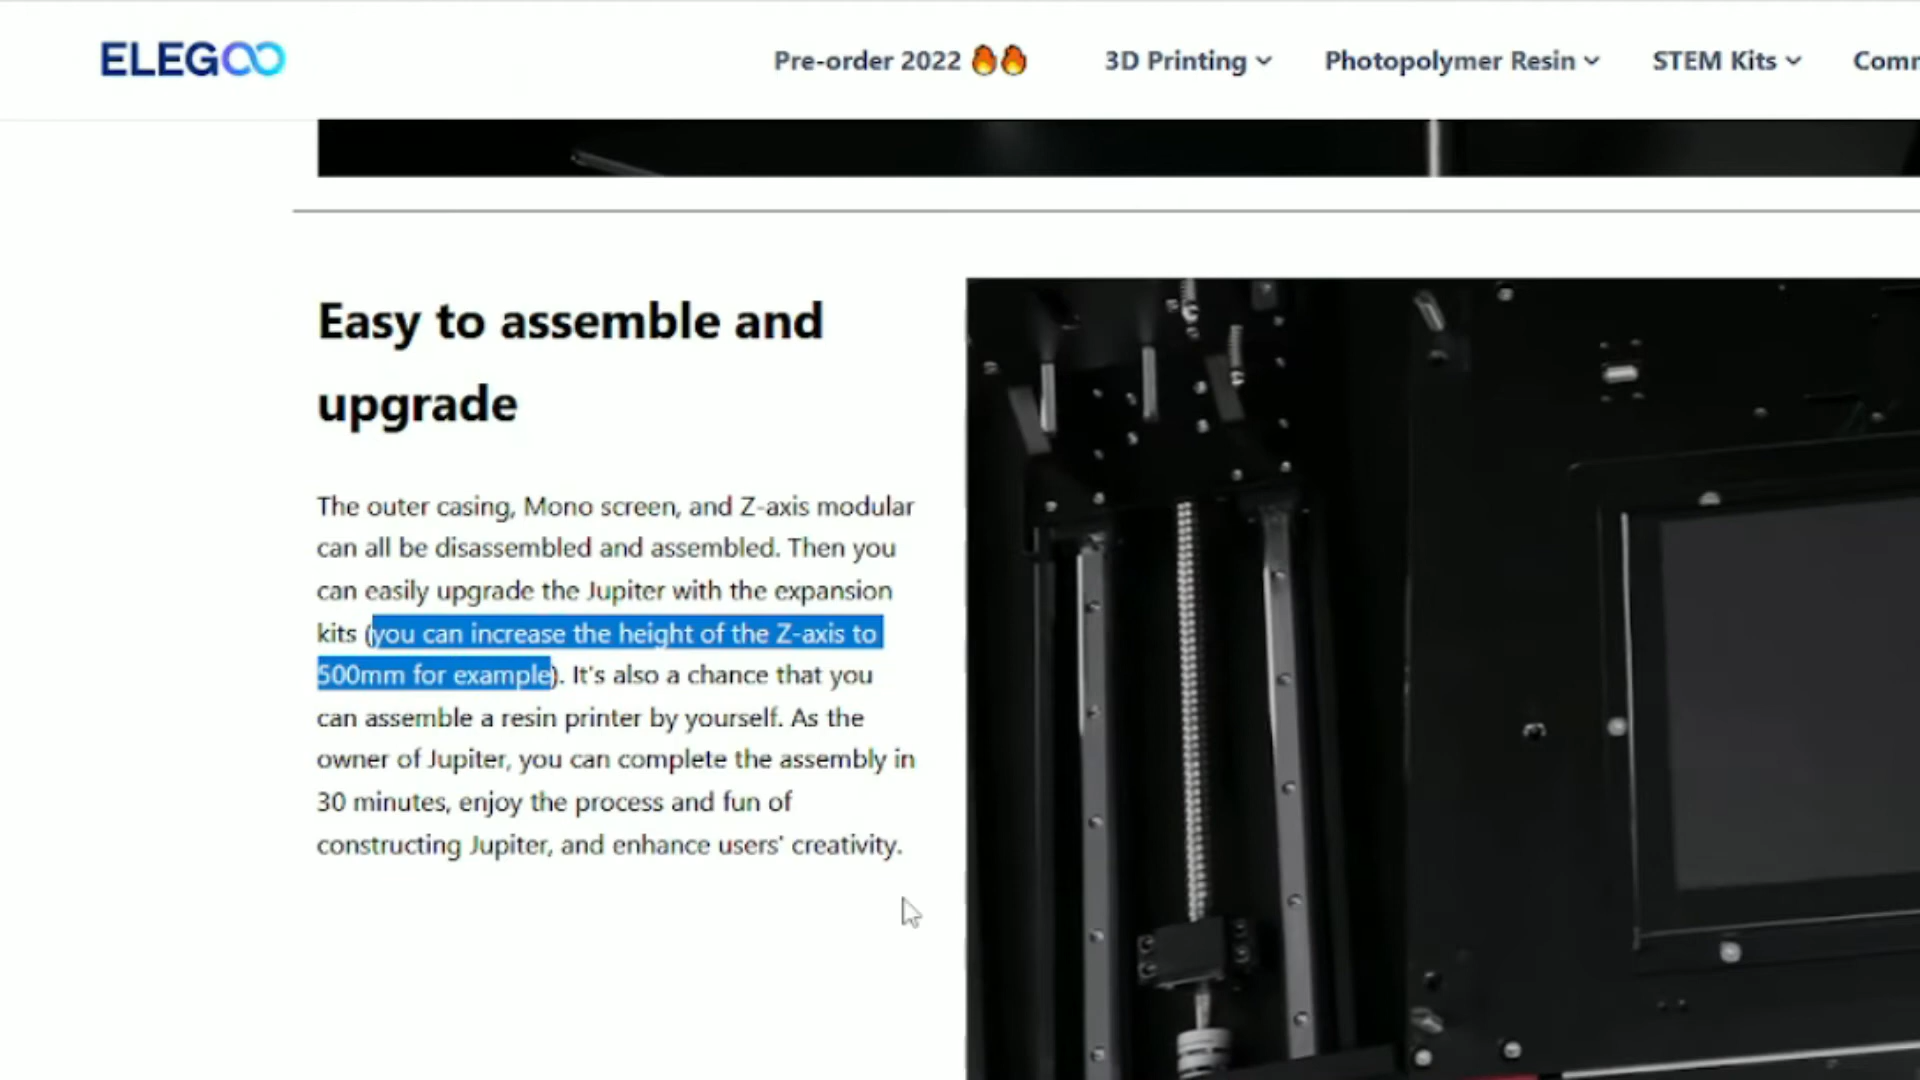 ELEGOO
Pre-order 2022 🔥🔥 3D Printing Photopolymer Resin STEM Kits
Easy to assemble and
upgrade
The outer casing, Mono screen, and Z-axis modular
can all be disassembled and assembled. Then you
can easily upgrade the Jupiter with the expansion
kits (you can increase the height of the Z-axis to
500mm for example). It's also a chance that you
can assemble a resin printer by yourself. As the
owner of Jupiter, you can complete the assembly in
30 minutes, enjoy the process and fun of
constructing Jupiter, and enhance users' creativity.